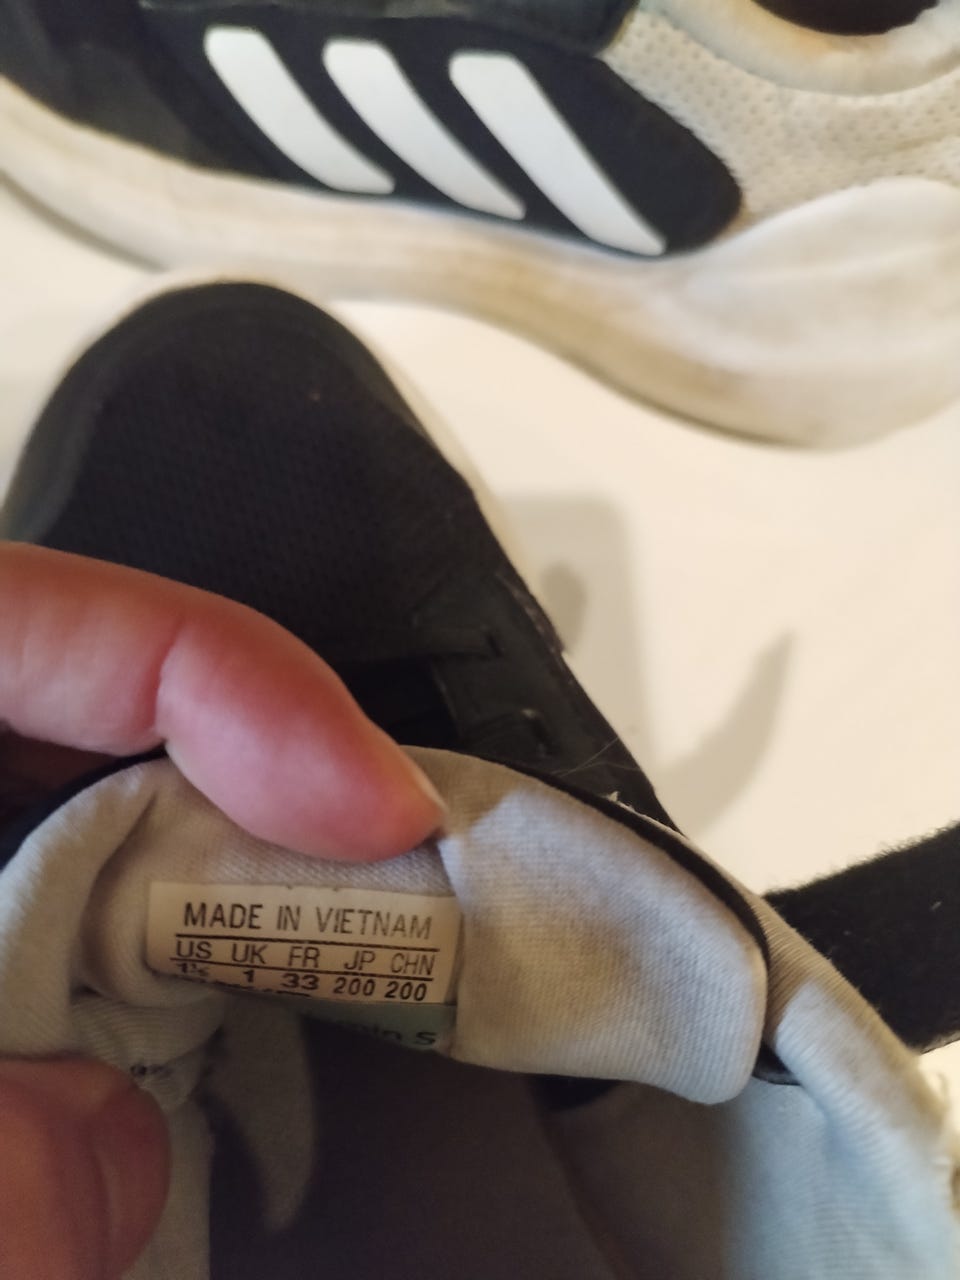 MADE IN VIETNAM
US UK FR JP CHN
1½ 1 33 200 200